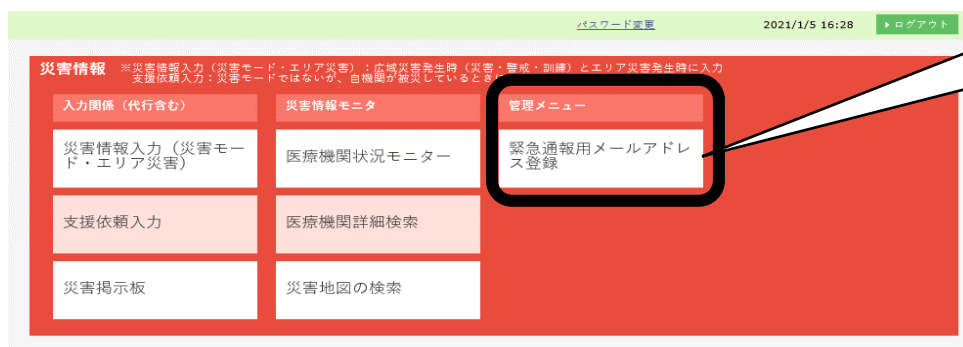 パスワード変更 2021/1/5 16:28 ログアウト
災害情報 ※災害情報入力（災害モード・エリア災害）：広域災害発生時（災害・警戒・訓練）とエリア災害発生時に入力
支援依頼入力：災害モードではないが、自機関が被災しているとき
入力関係（代行含む） 災害情報モニタ 管理メニュー
災害情報入力（災害モー
ド・エリア災害）
医療機関状況モニター
緊急通報用メールアドレ
ス登録
支援依頼入力 医療機関詳細検索
災害掲示板 災害地図の検索